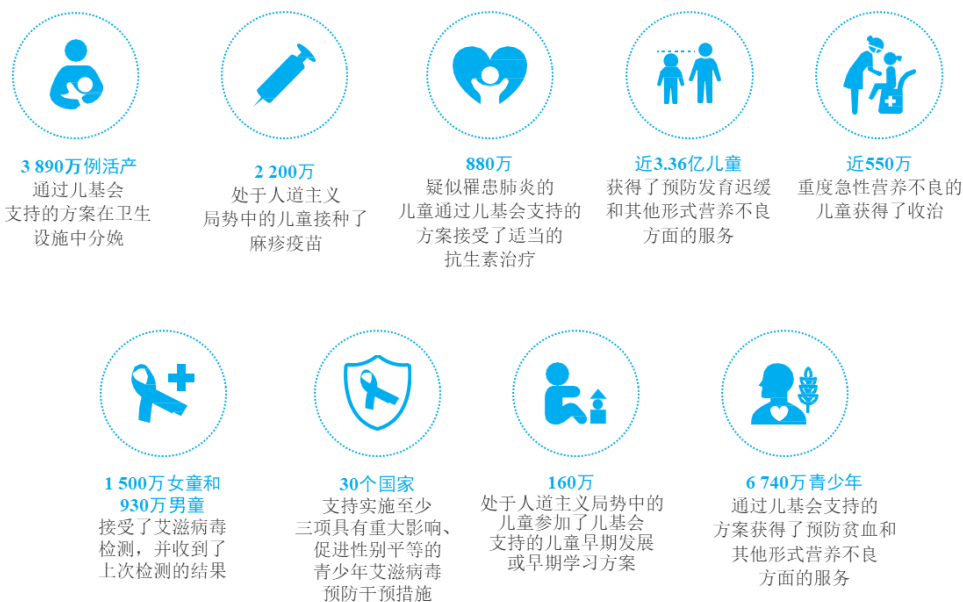 3 890万例活产
通过儿基会
支持的方案在卫生
设施中分娩
2 200万
处于人道主义
局势中的儿童接种了
麻疹疫苗
880万
疑似罹患肺炎的
儿童通过儿基会支持的
方案接受了适当的
抗生素治疗
近3.36亿儿童
获得了预防发育迟缓
和其他形式营养不良
方面的服务
近550万
重度急性营养不良的
儿童获得了收治
1 500万女童和
930万男童
接受了艾滋病毒
检测，并收到了
上次检测的结果
30个国家
支持实施至少
三项具有重大影响、
促进性别平等的
青少年艾滋病毒
预防干预措施
160万
处于人道主义局势中的
儿童参加了儿基会
支持的儿童早期发展
或早期学习方案
6 740万青少年
通过儿基会支持的
方案获得了预防贫血和
其他形式营养不良
方面的服务